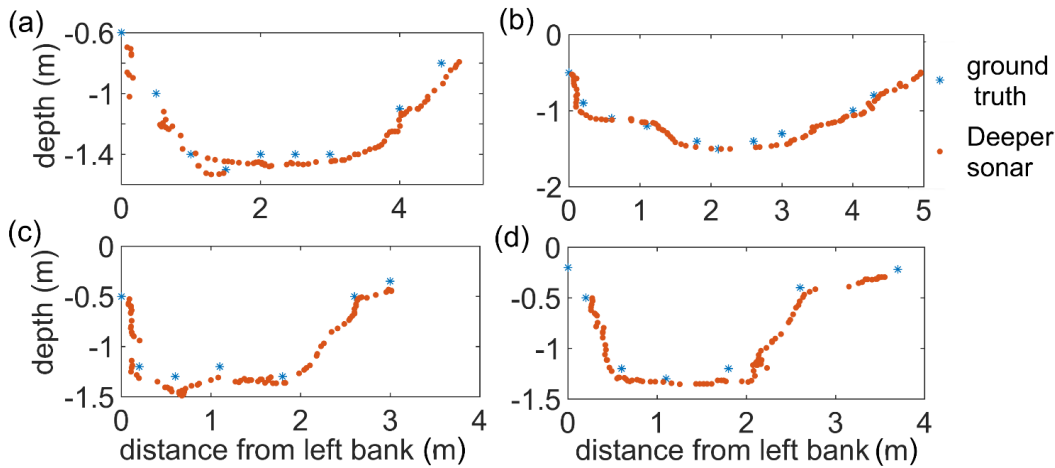 (a)
-0.6
-1
-1.4
depth (m)
0 2 4
(b)
0
-1
-2
0 1 2 3 4 5
ground
truth
Deeper
sonar
(c)
0
-0.5
-1
-1.5
depth (m)
0 1 2 3 4
distance from left bank (m)
(d)
0
-0.5
-1
-1.5
0 2 4
distance from left bank (m)